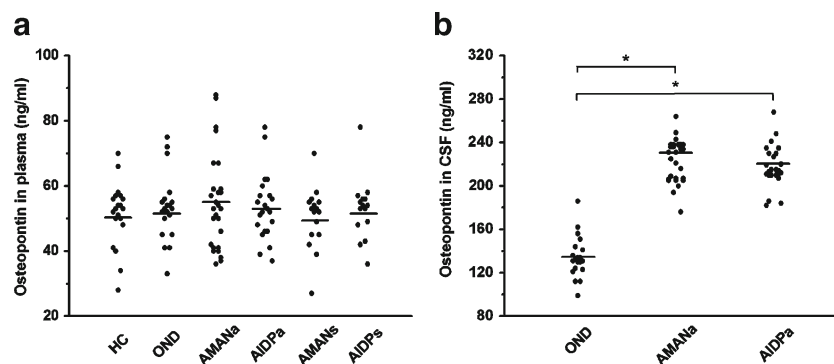 a
Osteopontin in plasma (ng/ml)
100
80
60
40
20
HC
OND
AMANa
AIDPa
AMANs
AIDPs
b
Osteopontin in CSF (ng/ml)
320
280
240
200
160
120
80
*
*
OND
AMANa
AIDPa